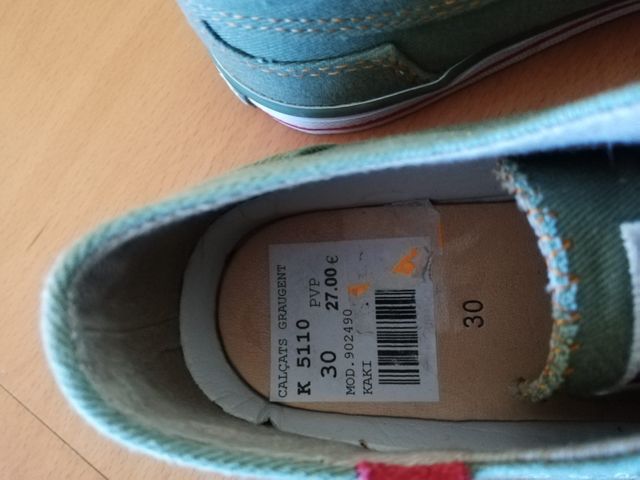 CALÇATS GRAUGENT
K 5110 PVP
30 27.00 €
MOD.902490
KAKI
30